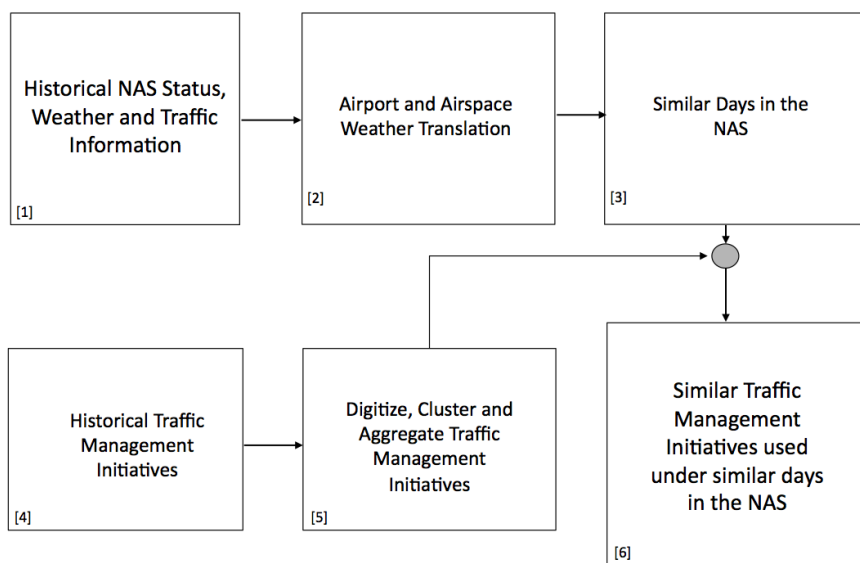 Historical NAS Status,
Weather and Traffic
Information
[1]
Airport and Airspace
Weather Translation
[2]
Similar Days in the
NAS
[3]
Historical Traffic
Management
Initiatives
[4]
Digitize, Cluster and
Aggregate Traffic
Management
Initiatives
[5]
Similar Traffic
Management
Initiatives used
under similar days
in the NAS
[6]